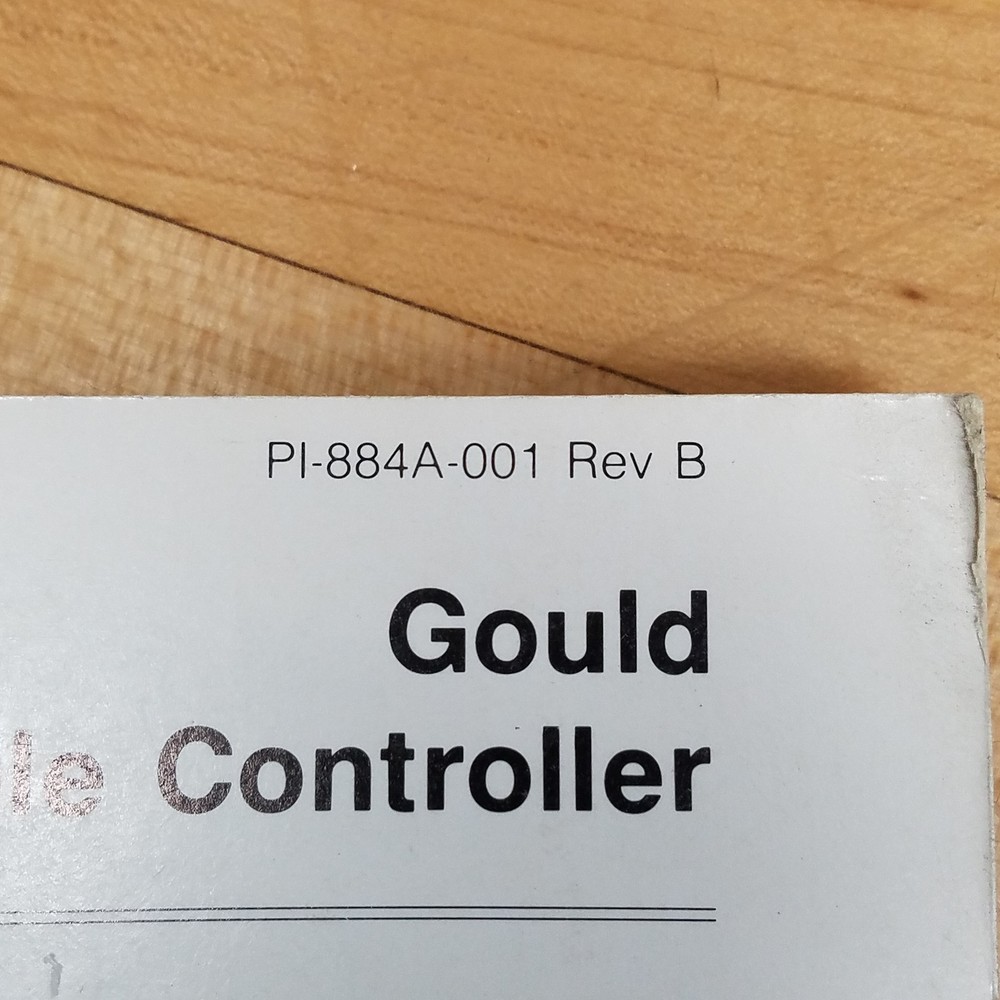 PI-884A-001 Rev B
Gould
le Controller